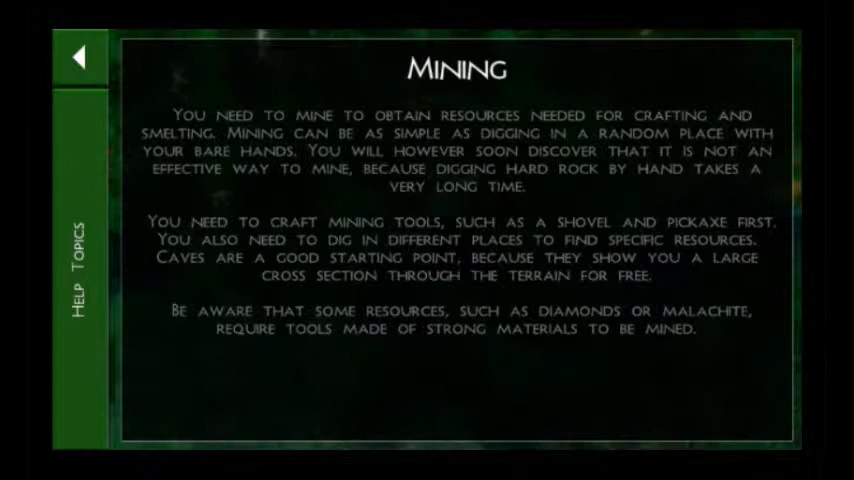 Mining
You need to mine to obtain resources needed for crafting and
smelting. Mining can be as simple as digging in a random place with
your bare hands. You will however soon discover that it is not an
effective way to mine, because digging hard rock by hand takes a
very long time.
You need to craft mining tools, such as a shovel and pickaxe first.
You also need to dig in different places to find specific resources.
Caves are a good starting point, because they show you a large
cross section through the terrain for free.
Be aware that some resources, such as diamonds or malachite,
require tools made of strong materials to be mined.
Help Topics